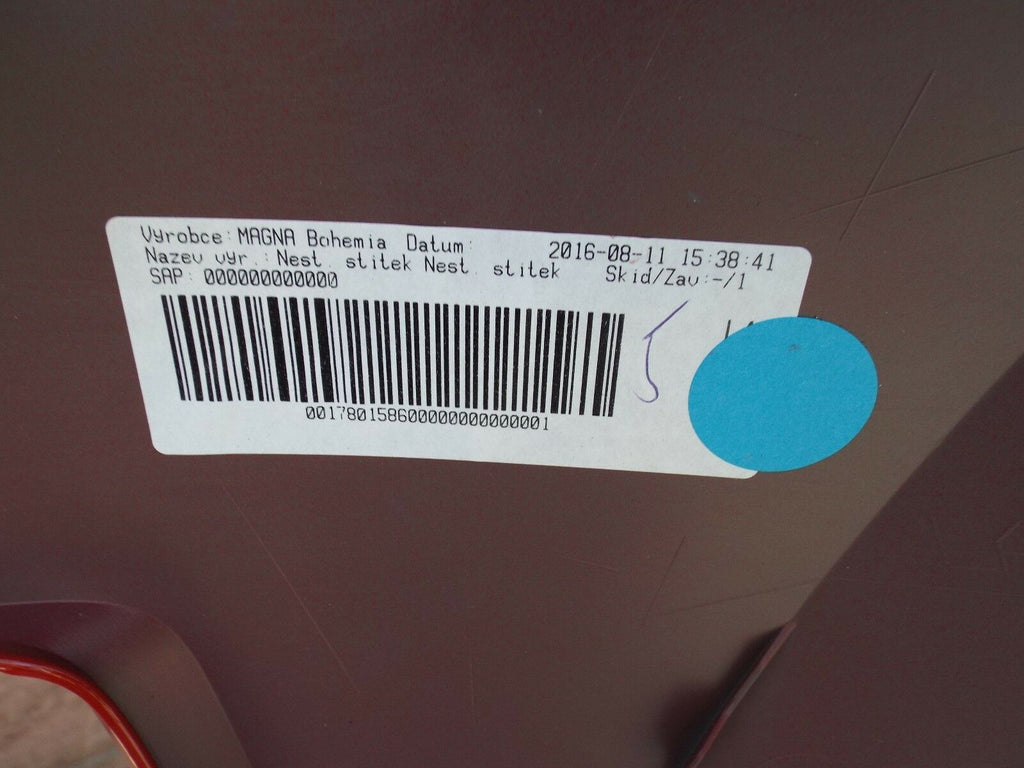 Vyrobce: MAGNA Bohemia Datum: 2016-08-11 15:38:41
Nazev vyr.: Nest. stitek Nest. stitek Skid/Zav:-/1
SAP: 000000000000
5
0017801586000000000000001